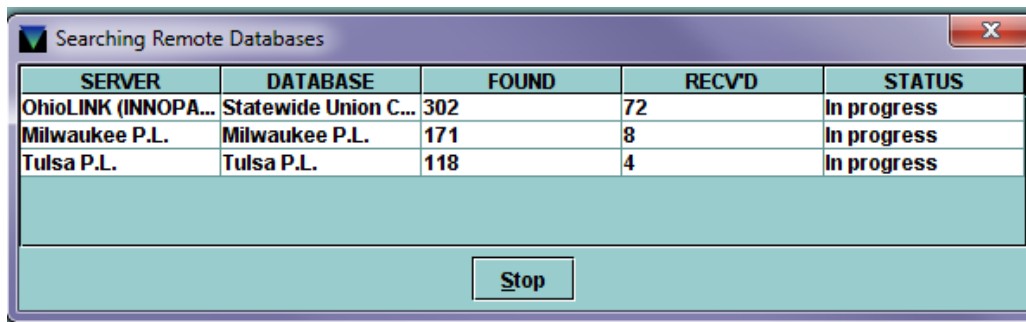 Searching Remote Databases
SERVER DATABASE FOUND RECV'D STATUS
OhioLINK (INNOPA... Statewide Union C... 302 72 In progress
Milwaukee P.L. Milwaukee P.L. 171 8 In progress
Tulsa P.L. Tulsa P.L. 118 4 In progress
Stop